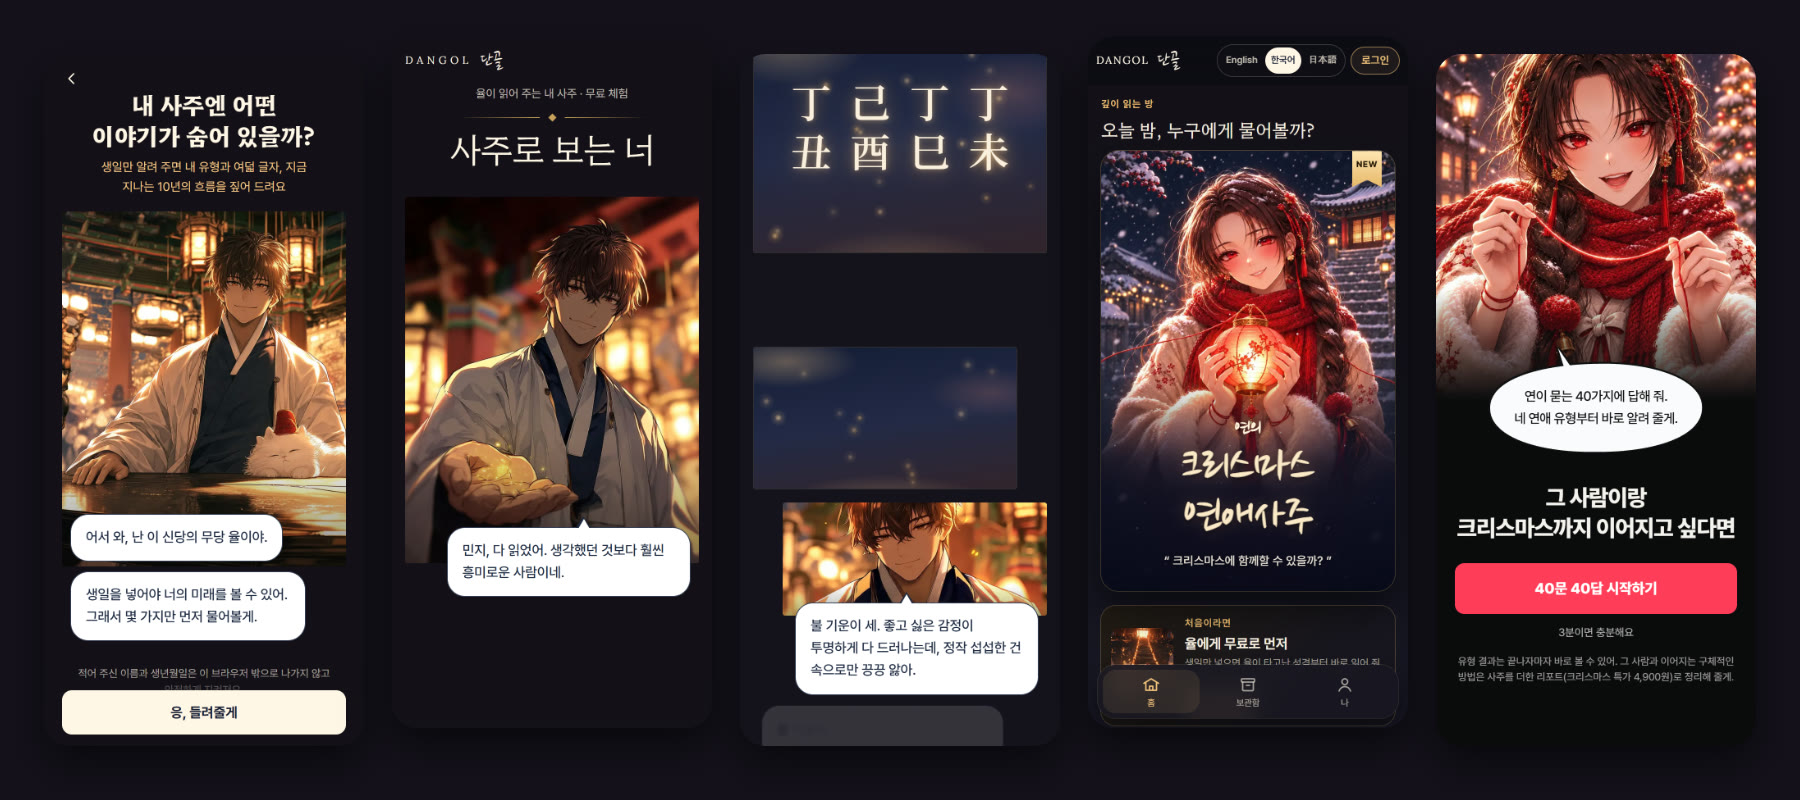 내 사주엔 어떤
이야기가 숨어 있을까?
생일만 알려 주면 내 유형과 여덟 글자, 지금
지나는 10년의 흐름을 짚어 드려요
어서 와, 난 이 신당의 무당 율이야.
생일을 넣어야 너의 미래를 볼 수 있어.
그래서 몇 가지만 먼저 물어볼게.
적어 주신 이름과 생년월일은 이 브라우저 밖으로 나가지 않고
응, 들려줄게
DANGOL 단골
율이 읽어 주는 내 사주 · 무료 체험
사주로 보는 너
민지, 다 읽었어. 생각했던 것보다 훨씬
흥미로운 사람이네.
丁 己 丁 丁
丑 酉 巳 未
불 기운이 세. 좋고 싫은 감정이
투명하게 다 드러나는데, 정작 섭섭한 건
속으로만 끙끙 앓아.
DANGOL 단골
English 한국어 日本語 로그인
깊이 읽는 방
오늘 밤, 누구에게 물어볼까?
NEW
연의
크리스마스
연애사주
“ 크리스마스에 함께할 수 있을까? ”
처음이라면
율에게 무료로 먼저
생일만 넣으면 율이 타고난 성격부터 바로 읽어 줘
홈 보관함 나
연이 묻는 40가지에 답해 줘.
네 연애 유형부터 바로 알려 줄게.
그 사람이랑
크리스마스까지 이어지고 싶다면
40문 40답 시작하기
3분이면 충분해요
유형 결과는 끝나자마자 바로 볼 수 있어. 그 사람과 이어지는 구체적인
방법은 사주를 더한 리포트(크리스마스 특가 4,900원)로 정리해 줄게.